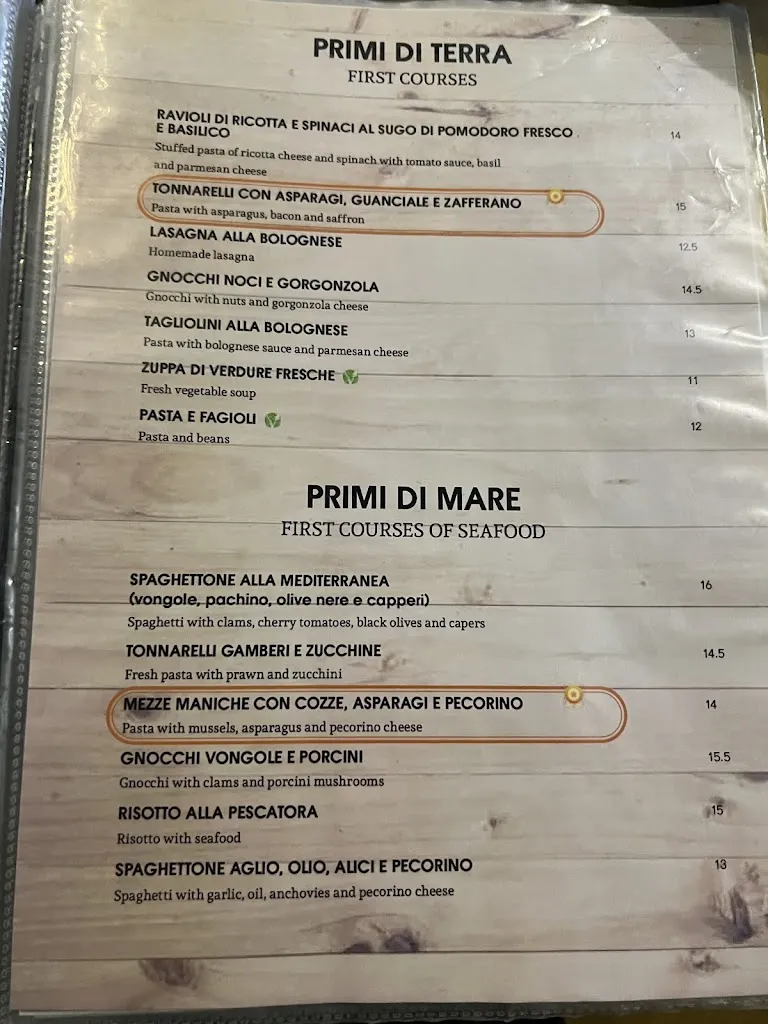 PRIMI DI TERRA
FIRST COURSES
RAVIOLI DI RICOTTA E SPINACI AL SUGO DI POMODORO FRESCO
E BASILICO
14
Stuffed pasta of ricotta cheese and spinach with tomato sauce, basil
and parmesan cheese
TONNARELLI CON ASPARAGI, GUANCIALE E ZAFFERANO
15
Pasta with asparagus, bacon and saffron
LASAGNA ALLA BOLOGNESE
12.5
Homemade lasagna
GNOCCHI NOCI E GORGONZOLA
14.5
Gnocchi with nuts and gorgonzola cheese
TAGLIOLINI ALLA BOLOGNESE
13
Pasta with bolognese sauce and parmesan cheese
ZUPPA DI VERDURE FRESCHE
11
Fresh vegetable soup
PASTA E FAGIOLI
12
Pasta and beans
PRIMI DI MARE
FIRST COURSES OF SEAFOOD
SPAGHETTONE ALLA MEDITERRANEA
16
(vongole, pachino, olive nere e capperi)
Spaghetti with clams, cherry tomatoes, black olives and capers
TONNARELLI GAMBERI E ZUCCHINE
14.5
Fresh pasta with prawn and zucchini
MEZZE MANICHE CON COZZE, ASPARAGI E PECORINO
14
Pasta with mussels, asparagus and pecorino cheese
GNOCCHI VONGOLE E PORCINI
15.5
Gnocchi with clams and porcini mushrooms
RISOTTO ALLA PESCATORA
15
Risotto with seafood
SPAGHETTONE AGLIO, OLIO, ALICI E PECORINO
13
Spaghetti with garlic, oil, anchovies and pecorino cheese